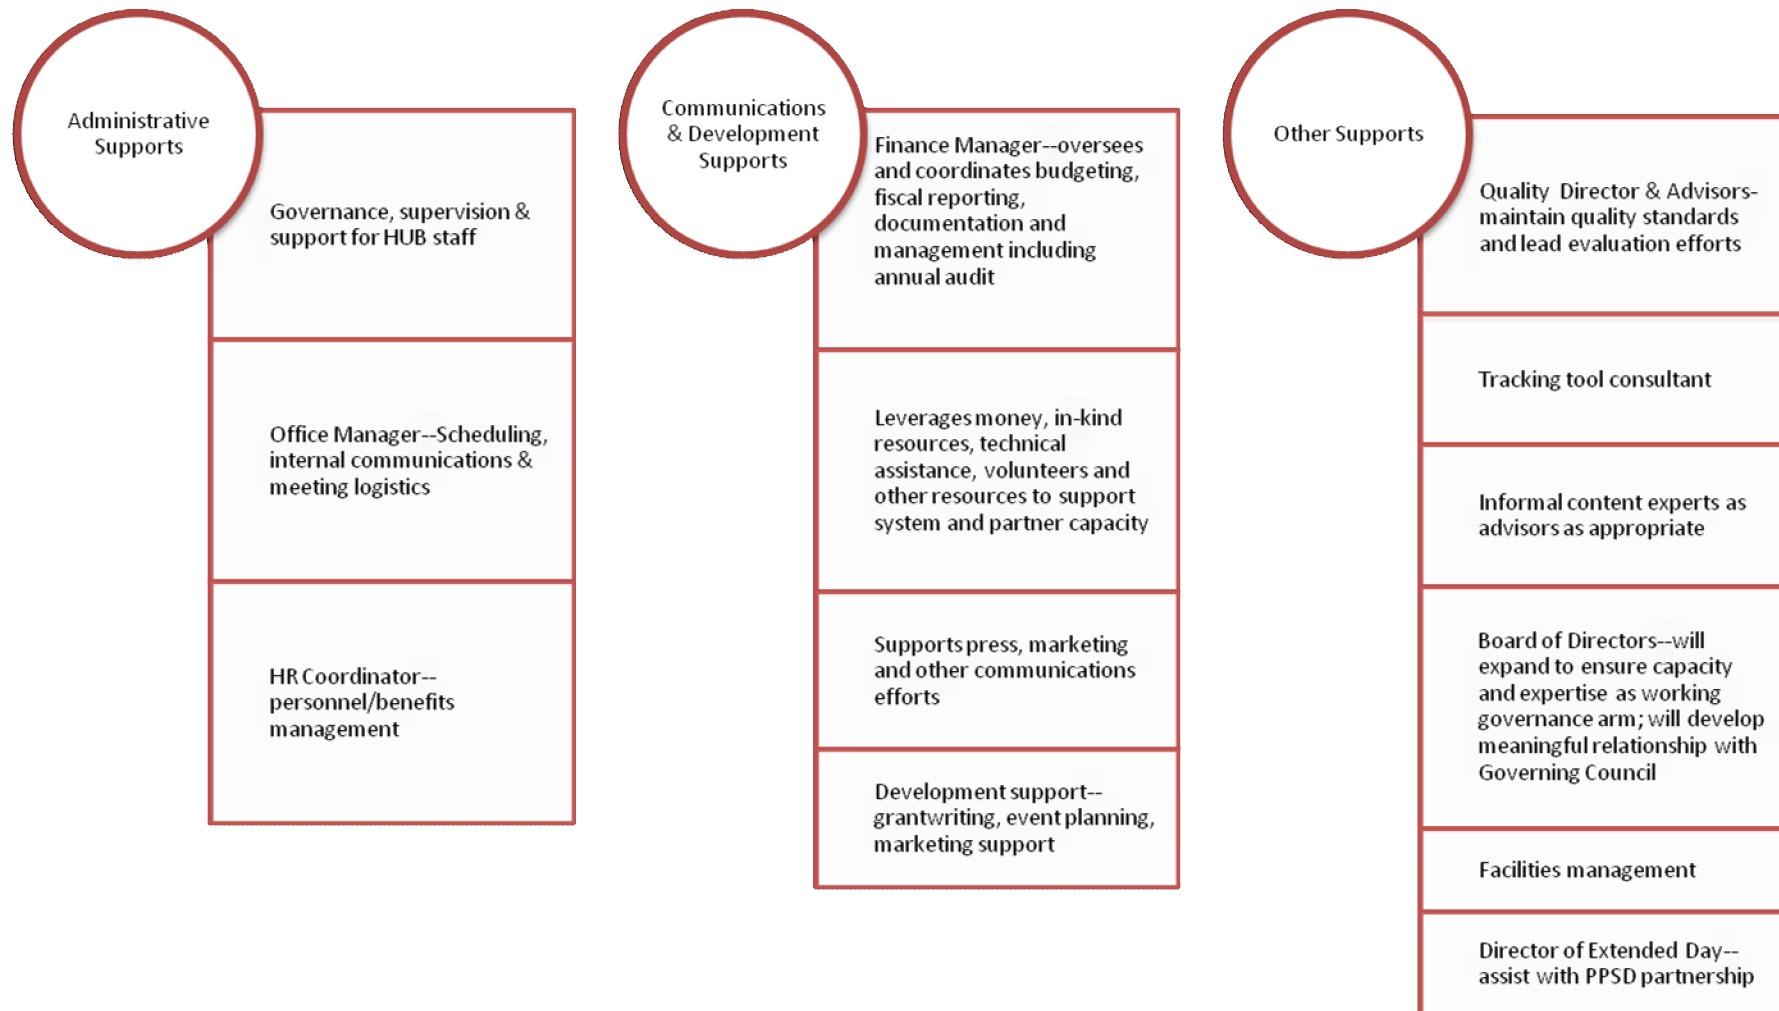 Administrative
Supports
Governance, supervision &
support for HUB staff
Office Manager--Scheduling,
internal communications &
meeting logistics
HR Coordinator--
personnel/benefits
management
Communications
& Development
Supports
Finance Manager--oversees
and coordinates budgeting,
fiscal reporting,
documentation and
management including
annual audit
Leverages money, in-kind
resources, technical
assistance, volunteers and
other resources to support
system and partner capacity
Supports press, marketing
and other communications
efforts
Development support--
grantwriting, event planning,
marketing support
Other Supports
Quality Director & Advisors-
maintain quality standards
and lead evaluation efforts
Tracking tool consultant
Informal content experts as
advisors as appropriate
Board of Directors--will
expand to ensure capacity
and expertise as working
governance arm; will develop
meaningful relationship with
Governing Council
Facilities management
Director of Extended Day--
assist with PPSD partnership